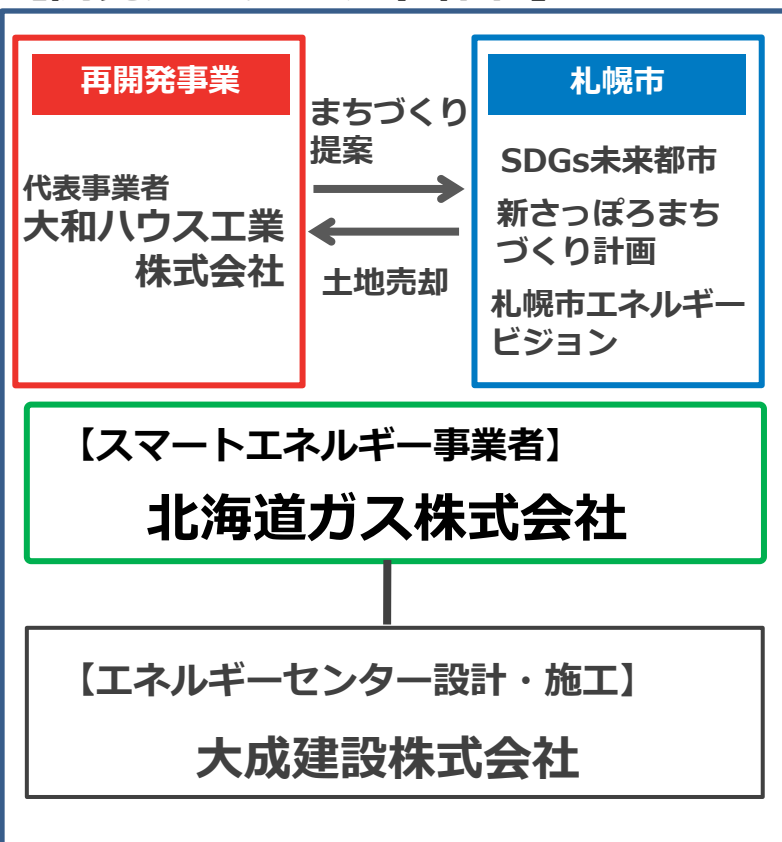 再開発事業
代表事業者
大和ハウス工業
株式会社
まちづくり
提案
土地売却
札幌市
SDGs未来都市
新さっぽろまち
づくり計画
札幌市エネルギー
ビジョン
【スマートエネルギー事業者】
北海道ガス株式会社
【エネルギーセンター設計・施工】
大成建設株式会社